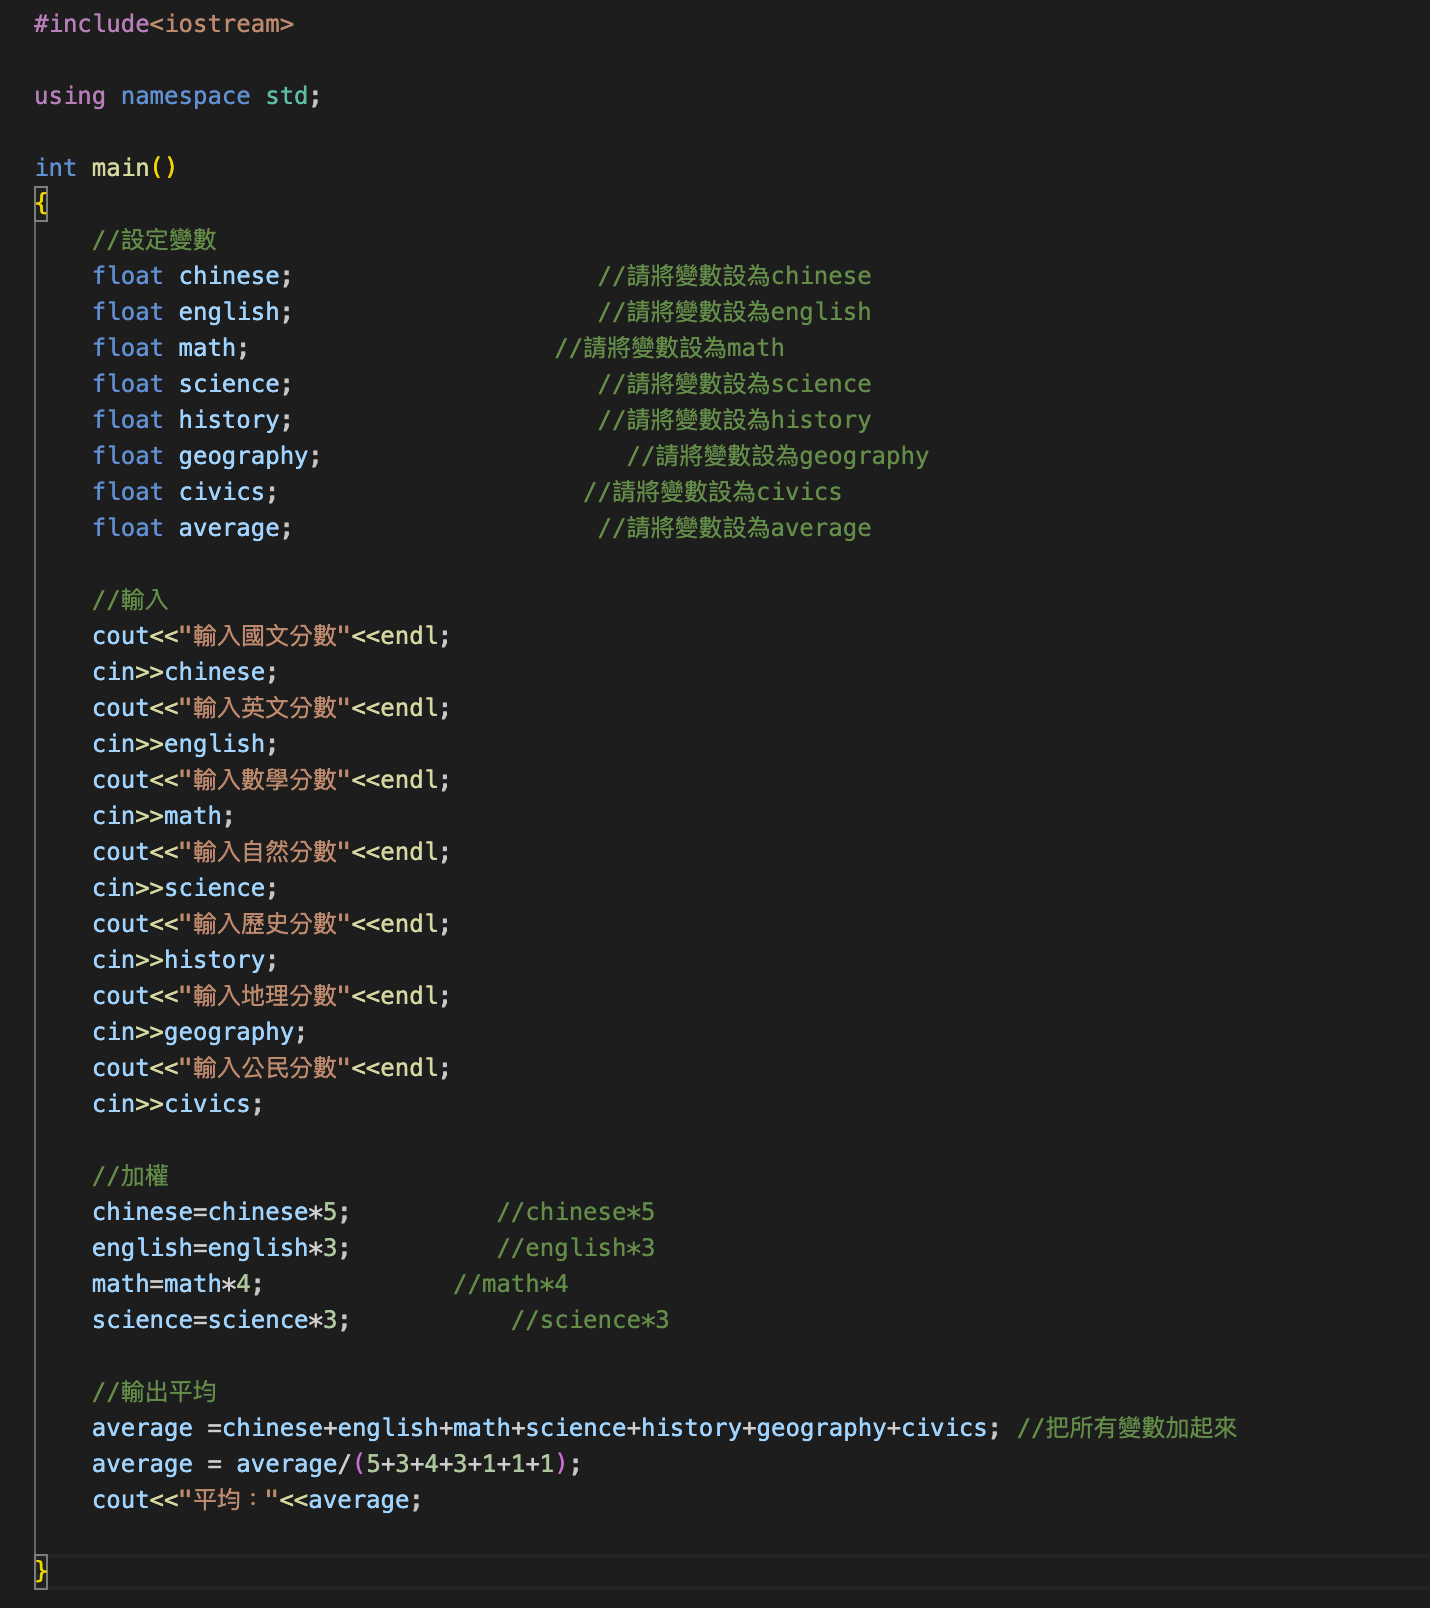 #include<iostream>
using namespace std;
int main()
{
//設定變數
float chinese; //請將變數設為chinese
float english; //請將變數設為english
float math; //請將變數設為math
float science; //請將變數設為science
float history; //請將變數設為history
float geography; //請將變數設為geography
float civics; //請將變數設為civics
float average; //請將變數設為average
//輸入
cout<<"輸入國文分數"<<endl;
cin>>chinese;
cout<<"輸入英文分數"<<endl;
cin>>english;
cout<<"輸入數學分數"<<endl;
cin>>math;
cout<<"輸入自然分數"<<endl;
cin>>science;
cout<<"輸入歷史分數"<<endl;
cin>>history;
cout<<"輸入地理分數"<<endl;
cin>>geography;
cout<<"輸入公民分數"<<endl;
cin>>civics;
//加權
chinese=chinese*5; //chinese*5
english=english*3; //english*3
math=math*4; //math*4
science=science*3; //science*3
//輸出平均
average =chinese+english+math+science+history+geography+civics; //把所有變數加起來
average = average/(5+3+4+3+1+1+1);
cout<<"平均："<<average;
}